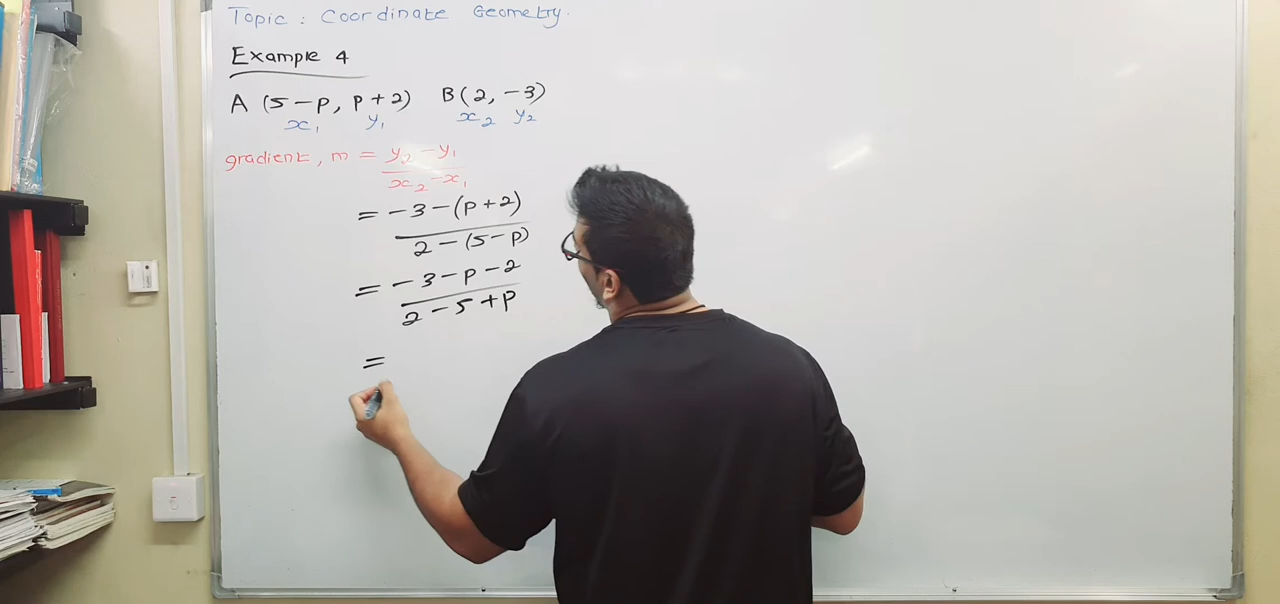 Topic : Coordinate Geometry.
Example 4
A (5 - p, p + 2) B(2, -3)
x₁ y₁ x₂ y₂
gradient, m = y₂ - y₁
x₂ - x₁
= -3 - (p + 2)
2 - (5 - p)
= -3 - p - 2
2 - 5 + p
=